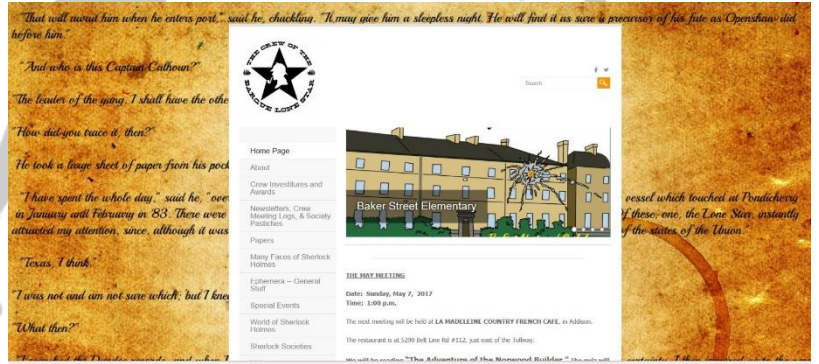 "That will await him when he enters port," said he, chuckling. "It may give him a sleepless night. He will find it as sure a precursor of his fate as Openshaw did
before him."
"And who is this Captain Calhoun?"
"The leader of the gang. I shall have the othe
"How did you trace it, then?"
He took a large sheet of paper from his pock
"I have spent the whole day," said he, "over
vessel which touched at Pondicherry
in January and February in '83. There were
f these, one, the Lone Star, instantly
attracted my attention, since, although it was
of the states of the Union."
"Texas, I think."
"I was not and am not sure which; but I knew
"What then?"
THE CREW OF THE
BARQUE LONE STAR
Search
Home Page
About
Crew Investitures and
Awards
Newsletters, Crew
Meeting Logs, & Society
Pastiches
Papers
Many Faces of Sherlock
Holmes
Ephemera -- General
Stuff
Special Events
World of Sherlock
Holmes
Sherlock Societies
Baker Street Elementary
THE MAY MEETING
Date: Sunday, May 7, 2017
Time: 1:00 p.m.
The next meeting will be held at LA MADELEINE COUNTRY FRENCH CAFE, in Addison.
The restaurant is at 5290 Belt Line Rd #112, just east of the Tollway.
We will be reading "The Adventure of the Norwood Builder." The quiz will